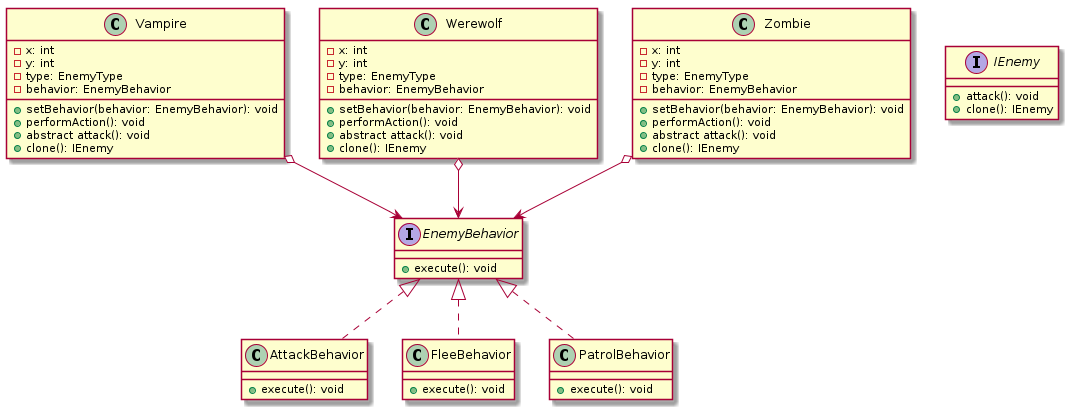 C Vampire
x: int
y: int
type: EnemyType
behavior: EnemyBehavior
setBehavior(behavior: EnemyBehavior): void
performAction(): void
abstract attack(): void
clone(): IEnemy
C Werewolf
x: int
y: int
type: EnemyType
behavior: EnemyBehavior
setBehavior(behavior: EnemyBehavior): void
performAction(): void
abstract attack(): void
clone(): IEnemy
C Zombie
x: int
y: int
type: EnemyType
behavior: EnemyBehavior
setBehavior(behavior: EnemyBehavior): void
performAction(): void
abstract attack(): void
clone(): IEnemy
I IEnemy
attack(): void
clone(): IEnemy
I EnemyBehavior
execute(): void
C AttackBehavior
execute(): void
C FleeBehavior
execute(): void
C PatrolBehavior
execute(): void